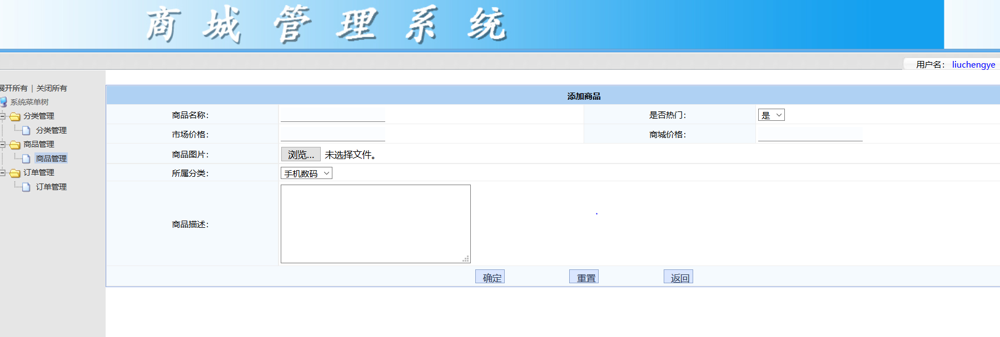 商城管理系统
用户名： liuchengye
展开所有 | 关闭所有
系统菜单树
分类管理
分类管理
商品管理
商品管理
订单管理
订单管理
添加商品
商品名称： 是否热门： 是
市场价格： 商城价格：
商品图片： 浏览... 未选择文件。
所属分类： 手机数码
商品描述：
确定 重置 返回